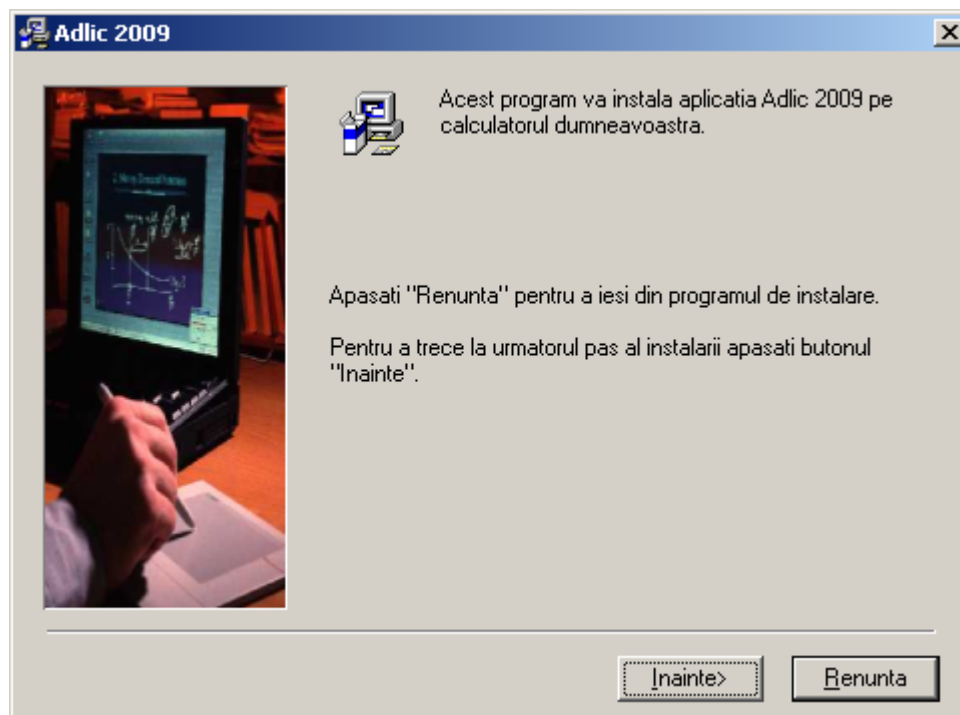 Adlic 2009
Acest program va instala aplicatia Adlic 2009 pe
calculatorul dumneavoastra.
Apasati "Renunta" pentru a iesi din programul de instalare.
Pentru a trece la urmatorul pas al instalarii apasati butonul
"Inainte".
Inainte>
Renunta